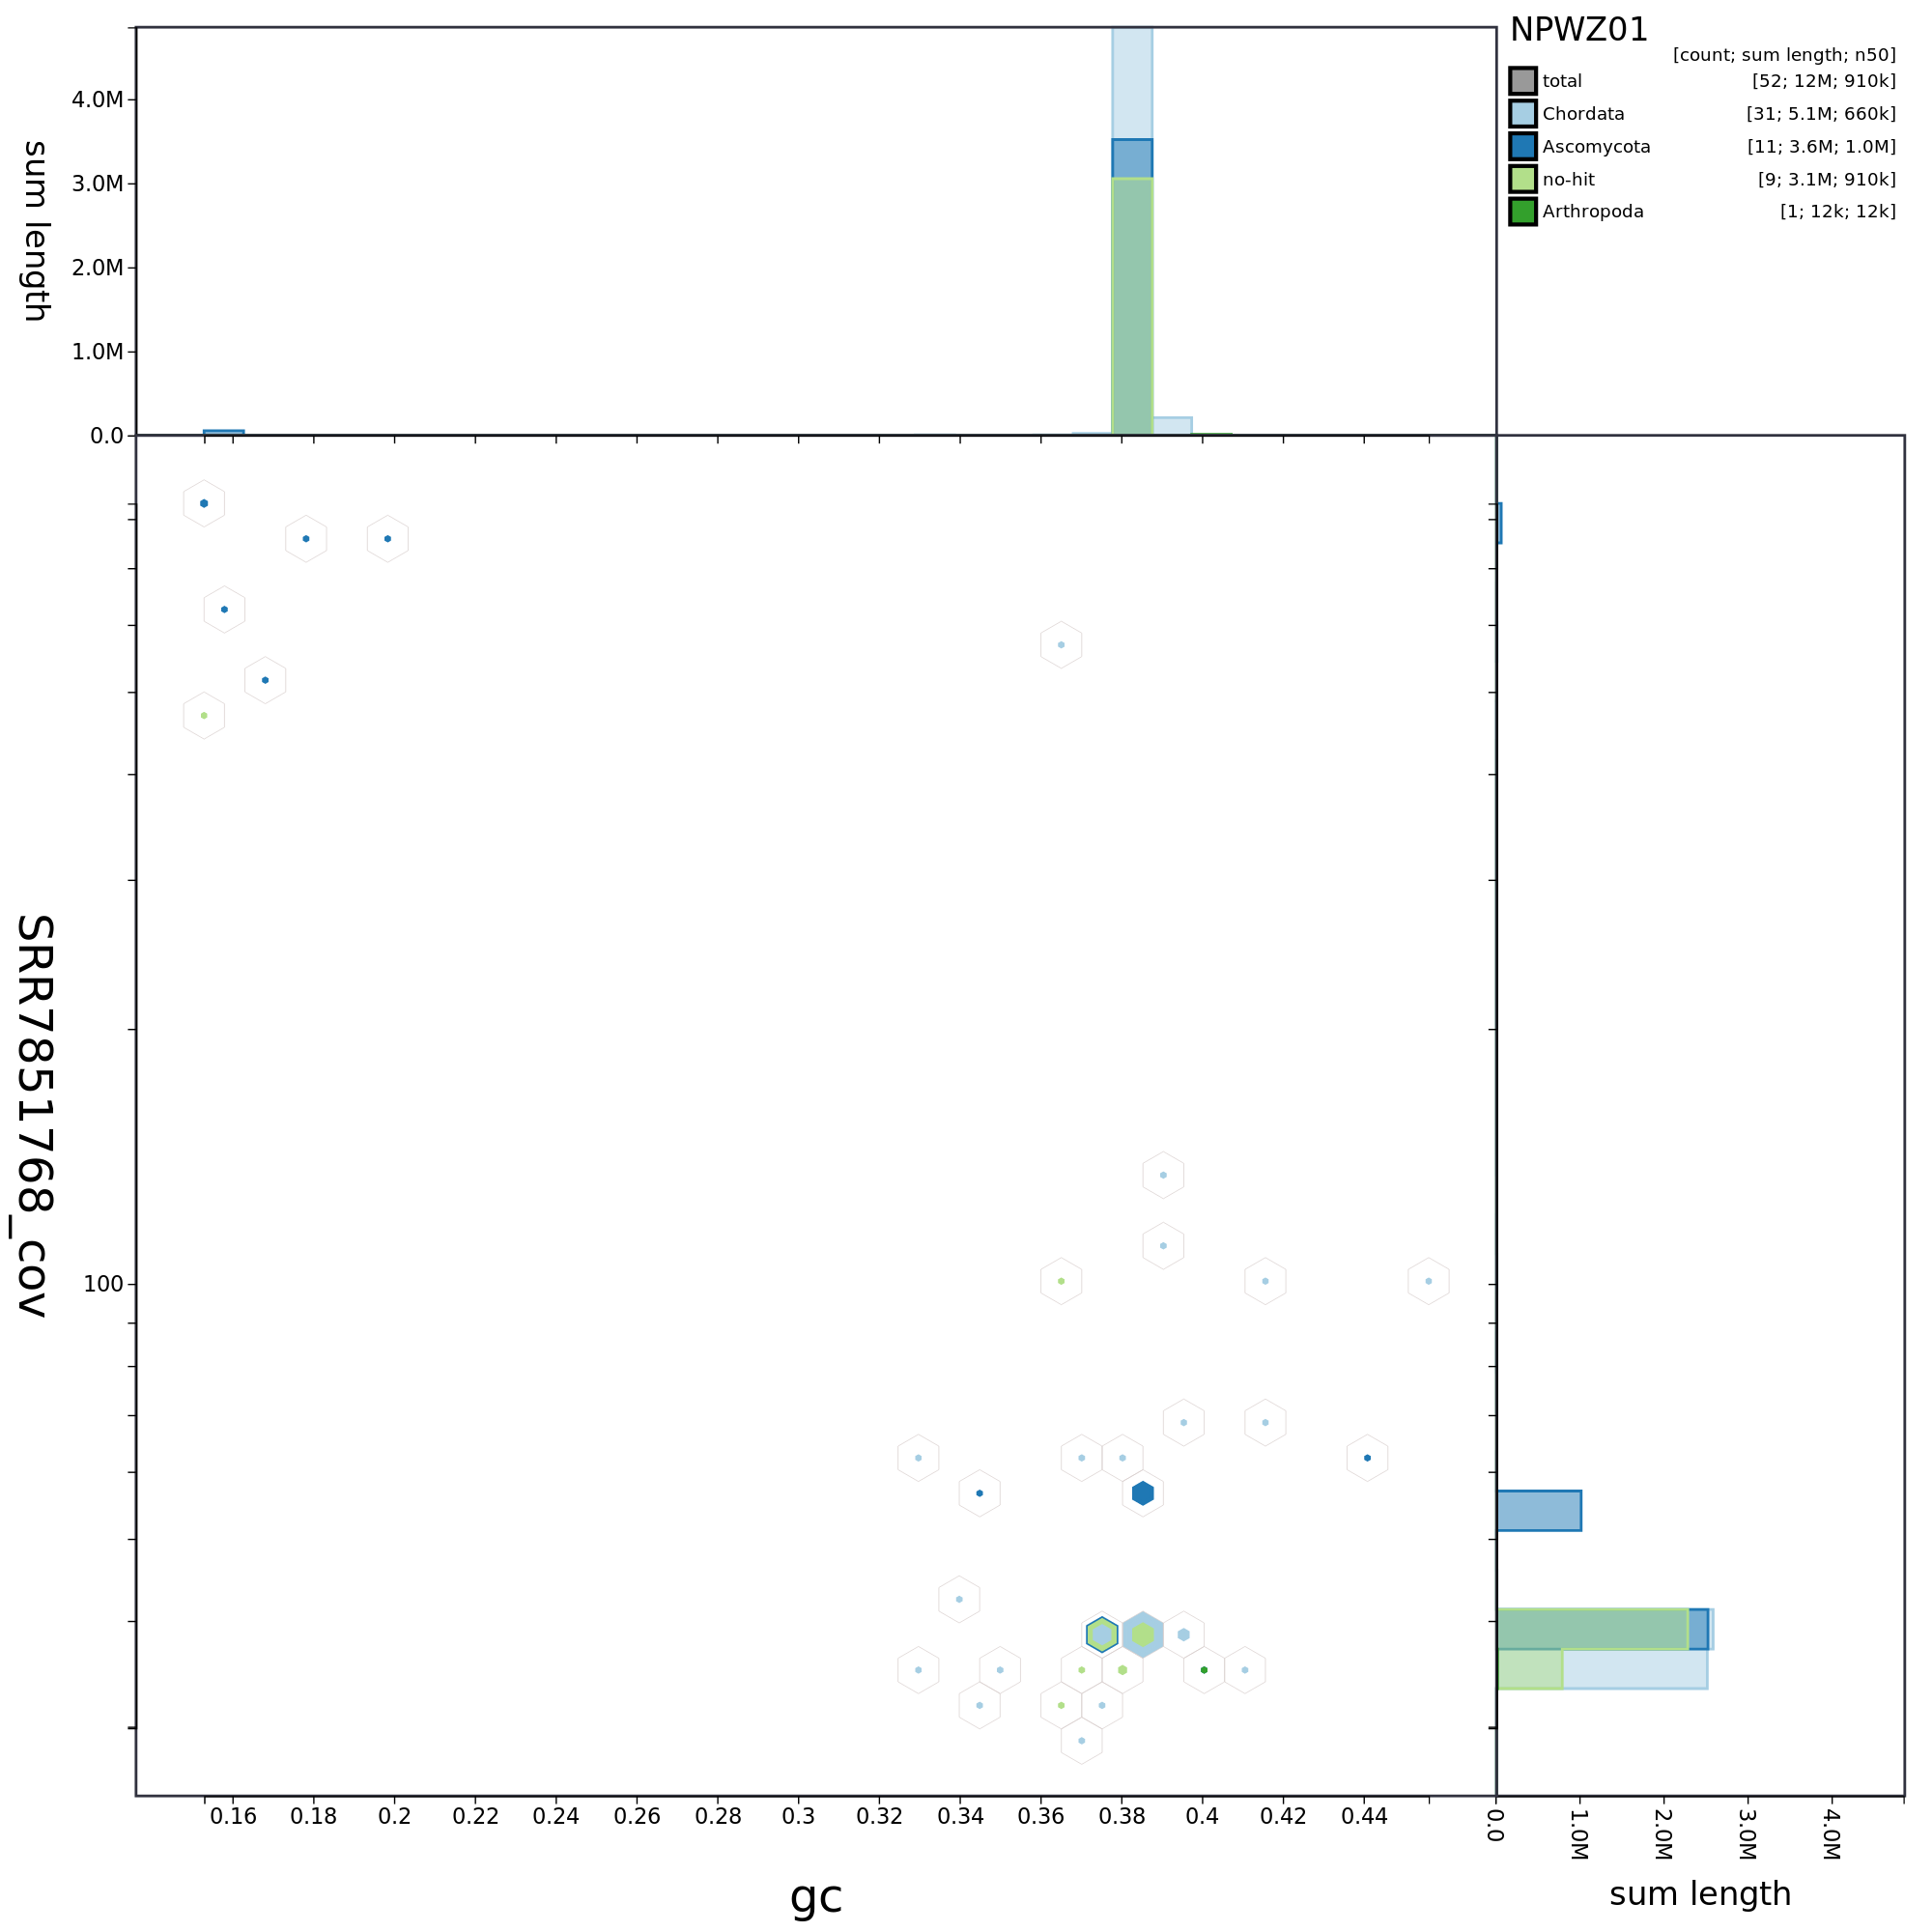 NPWZ01
[count; sum length; n50]
total [52; 12M; 910k]
Chordata [31; 5.1M; 660k]
Ascomycota [11; 3.6M; 1.0M]
no-hit [9; 3.1M; 910k]
Arthropoda [1; 12k; 12k]
sum length
4.0M
3.0M
2.0M
1.0M
0.0
SRR7851768_cov
100
0.16 0.18 0.2 0.22 0.24 0.26 0.28 0.3 0.32 0.34 0.36 0.38 0.4 0.42 0.44
gc
0.0 1.0M 2.0M 3.0M 4.0M
sum length